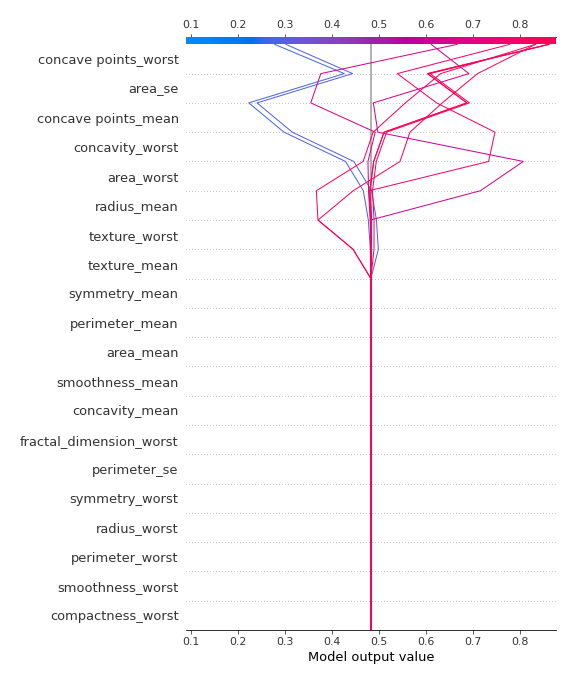 0.1 0.2 0.3 0.4 0.5 0.6 0.7 0.8
concave points_worst
area_se
concave points_mean
concavity_worst
area_worst
radius_mean
texture_worst
texture_mean
symmetry_mean
perimeter_mean
area_mean
smoothness_mean
concavity_mean
fractal_dimension_worst
perimeter_se
symmetry_worst
radius_worst
perimeter_worst
smoothness_worst
compactness_worst
0.1 0.2 0.3 0.4 0.5 0.6 0.7 0.8
Model output value